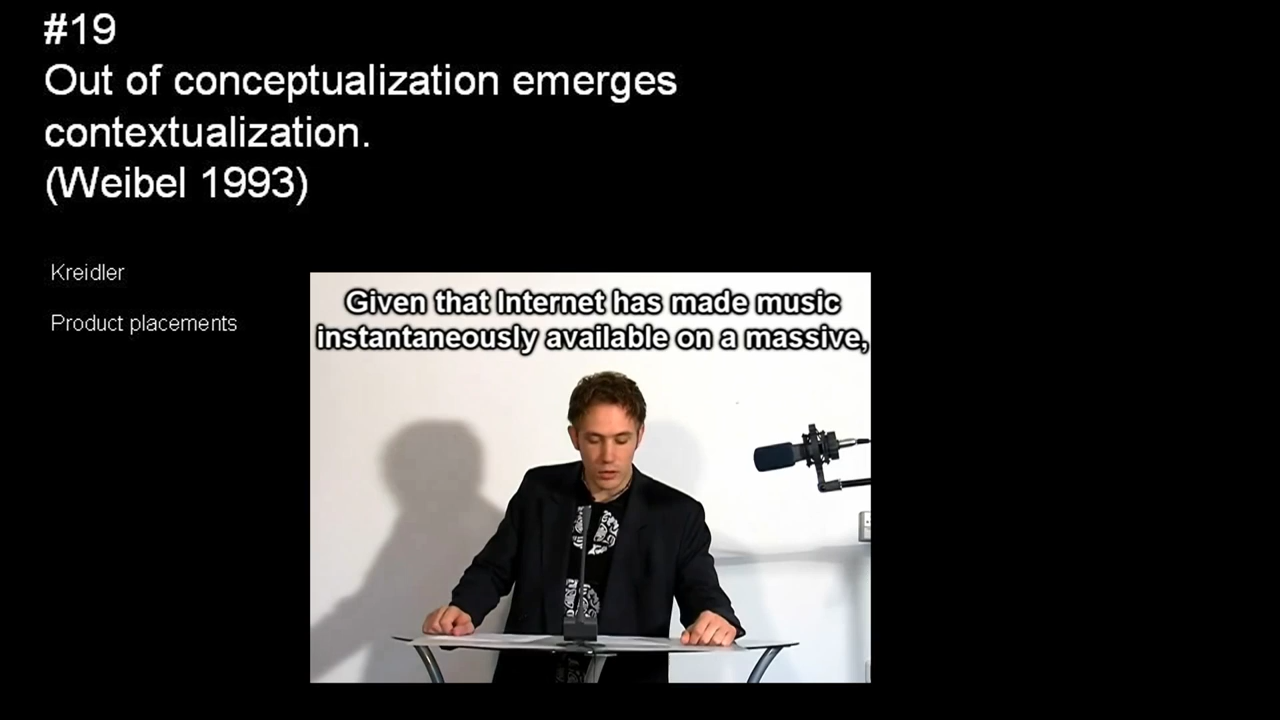 #19
Out of conceptualization emerges
contextualization.
(Weibel 1993)
Kreidler
Product placements
Given that Internet has made music
instantaneously available on a massive,